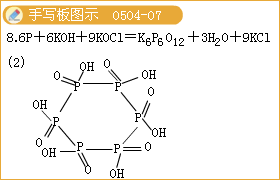 手写板图示 0504-07
8.6P＋6KOH＋9KOCl＝K₆P₆O₁₂＋3H₂O＋9KCl
(2)
OH O
O P P OH
OH O
P P
O OH
P P O
OH O
OH